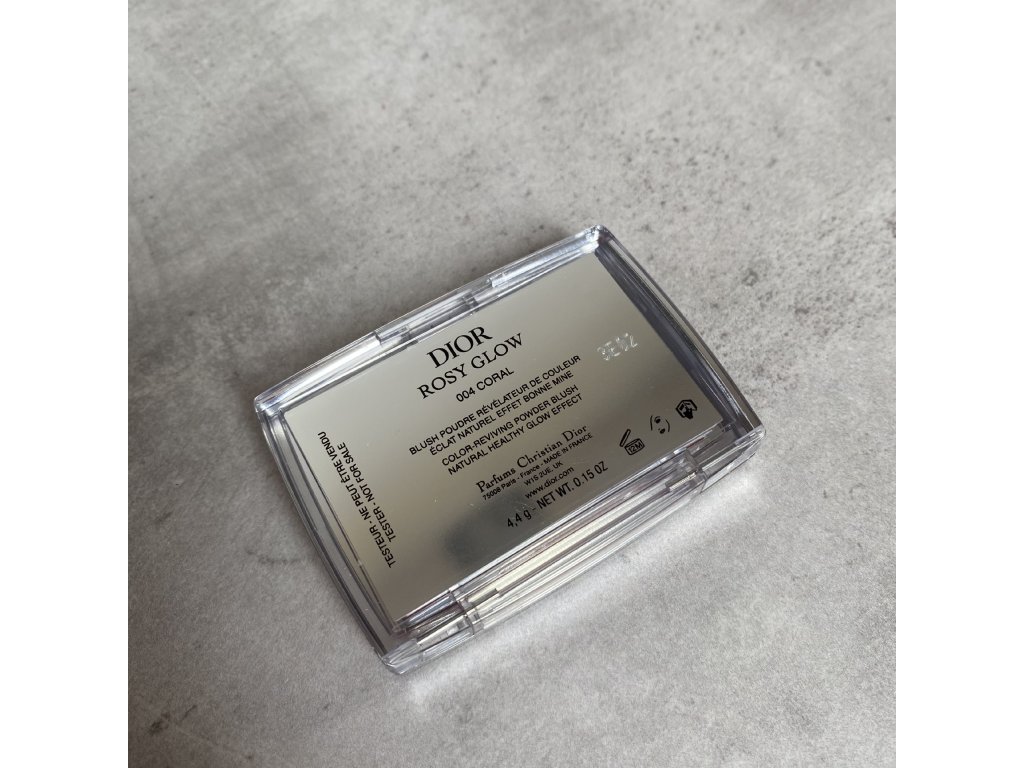 DIOR
ROSY GLOW
004 CORAL
BLUSH POUDRE RÉVÉLATEUR DE COULEUR
ÉCLAT NATUREL EFFET BONNE MINE
COLOR-REVIVING POWDER BLUSH
NATURAL HEALTHY GLOW EFFECT
Parfums Christian Dior
75008 Paris - France - MADE IN FRANCE
W1S 2UE, UK
www.dior.com
4,4 g - NET WT. 0.15 OZ
12M
TESTEUR - NE PEUT ÊTRE VENDU
TESTER - NOT FOR SALE